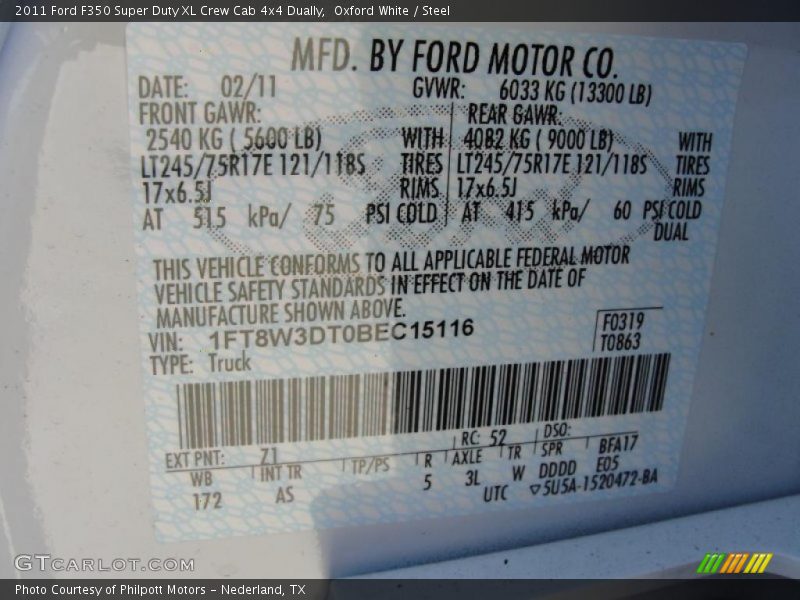 2011 Ford F350 Super Duty XL Crew Cab 4x4 Dually, Oxford White / Steel
MFD. BY FORD MOTOR CO.
DATE: 02/11 GVWR: 6033 KG (13300 LB)
FRONT GAWR: REAR GAWR:
2540 KG ( 5600 LB) WITH 4082 KG ( 9000 LB) WITH
LT245/75R17E 121/118S TIRES LT245/75R17E 121/118S TIRES
17x6.5J RIMS 17x6.5J RIMS
AT 515 kPa/ 75 PSI COLD AT 415 kPa/ 60 PSI COLD
DUAL
THIS VEHICLE CONFORMS TO ALL APPLICABLE FEDERAL MOTOR
VEHICLE SAFETY STANDARDS IN EFFECT ON THE DATE OF
MANUFACTURE SHOWN ABOVE.
VIN: 1FT8W3DT0BEC15116 F0319
TYPE: Truck T0863
EXT PNT: Z1 RC: 52 DSO:
WB INT TR TP/PS R AXLE TR SPR BFA17
172 AS 5 3L W DDDD E05
UTC ▽5U5A-1520472-BA
GTCARLOT.COM
Photo Courtesy of Philpott Motors - Nederland, TX